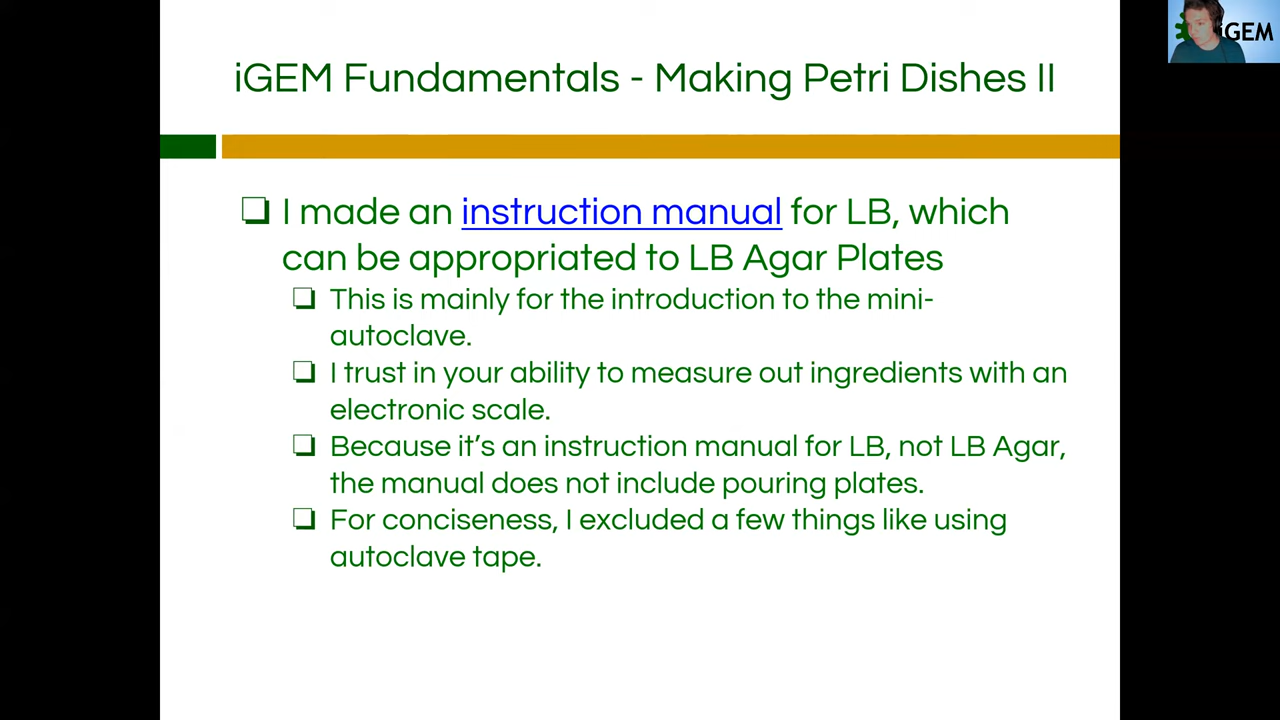 iGEM
iGEM Fundamentals - Making Petri Dishes II
I made an instruction manual for LB, which
can be appropriated to LB Agar Plates
This is mainly for the introduction to the mini-
autoclave.
I trust in your ability to measure out ingredients with an
electronic scale.
Because it's an instruction manual for LB, not LB Agar,
the manual does not include pouring plates.
For conciseness, I excluded a few things like using
autoclave tape.